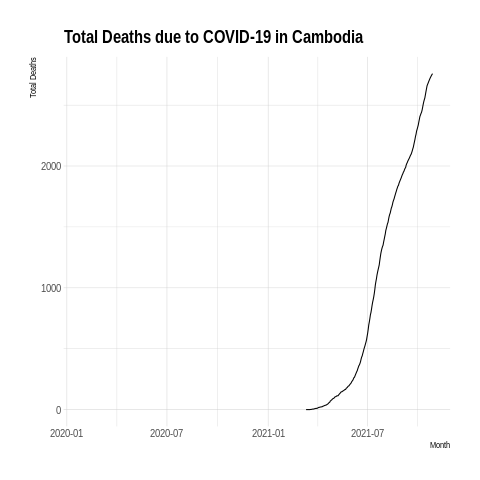 Total Deaths due to COVID-19 in Cambodia
Total Deaths
2000
1000
0
2020-01 2020-07 2021-01 2021-07
Month